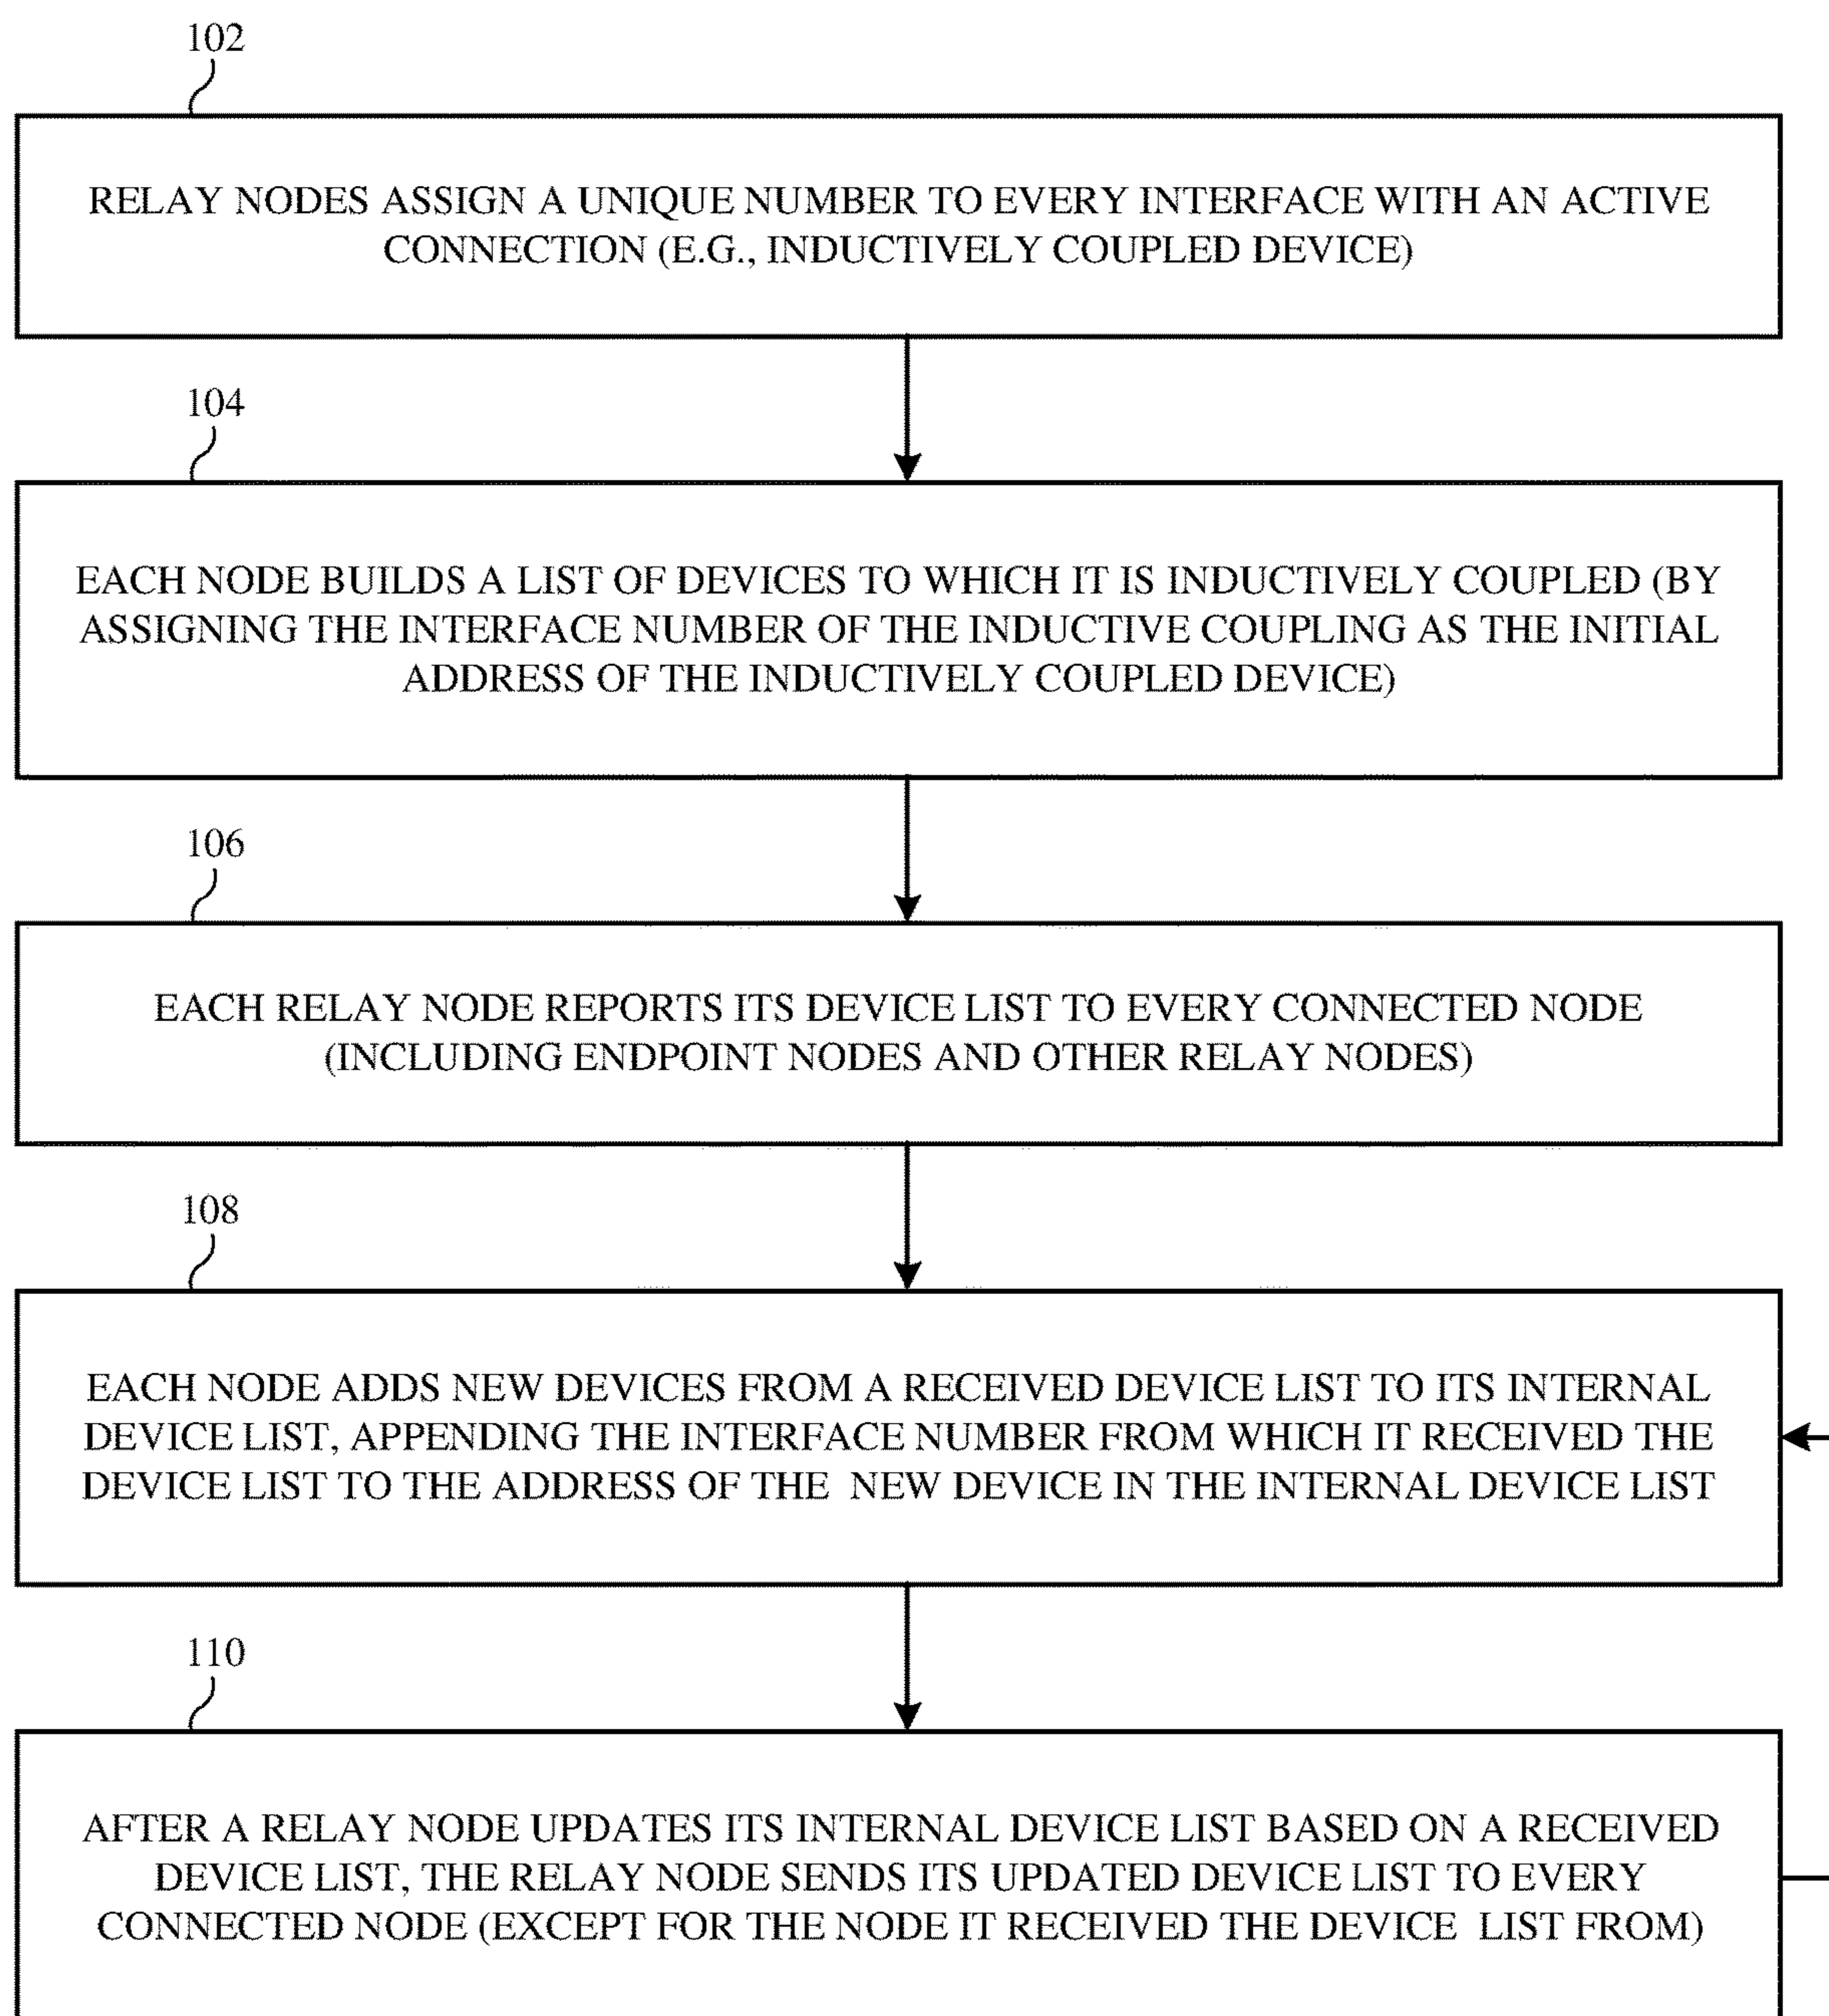 102
RELAY NODES ASSIGN A UNIQUE NUMBER TO EVERY INTERFACE WITH AN ACTIVE
CONNECTION (E.G., INDUCTIVELY COUPLED DEVICE)
104
EACH NODE BUILDS A LIST OF DEVICES TO WHICH IT IS INDUCTIVELY COUPLED (BY
ASSIGNING THE INTERFACE NUMBER OF THE INDUCTIVE COUPLING AS THE INITIAL
ADDRESS OF THE INDUCTIVELY COUPLED DEVICE)
106
EACH RELAY NODE REPORTS ITS DEVICE LIST TO EVERY CONNECTED NODE
(INCLUDING ENDPOINT NODES AND OTHER RELAY NODES)
108
EACH NODE ADDS NEW DEVICES FROM A RECEIVED DEVICE LIST TO ITS INTERNAL
DEVICE LIST, APPENDING THE INTERFACE NUMBER FROM WHICH IT RECEIVED THE
DEVICE LIST TO THE ADDRESS OF THE NEW DEVICE IN THE INTERNAL DEVICE LIST
110
AFTER A RELAY NODE UPDATES ITS INTERNAL DEVICE LIST BASED ON A RECEIVED
DEVICE LIST, THE RELAY NODE SENDS ITS UPDATED DEVICE LIST TO EVERY
CONNECTED NODE (EXCEPT FOR THE NODE IT RECEIVED THE DEVICE LIST FROM)